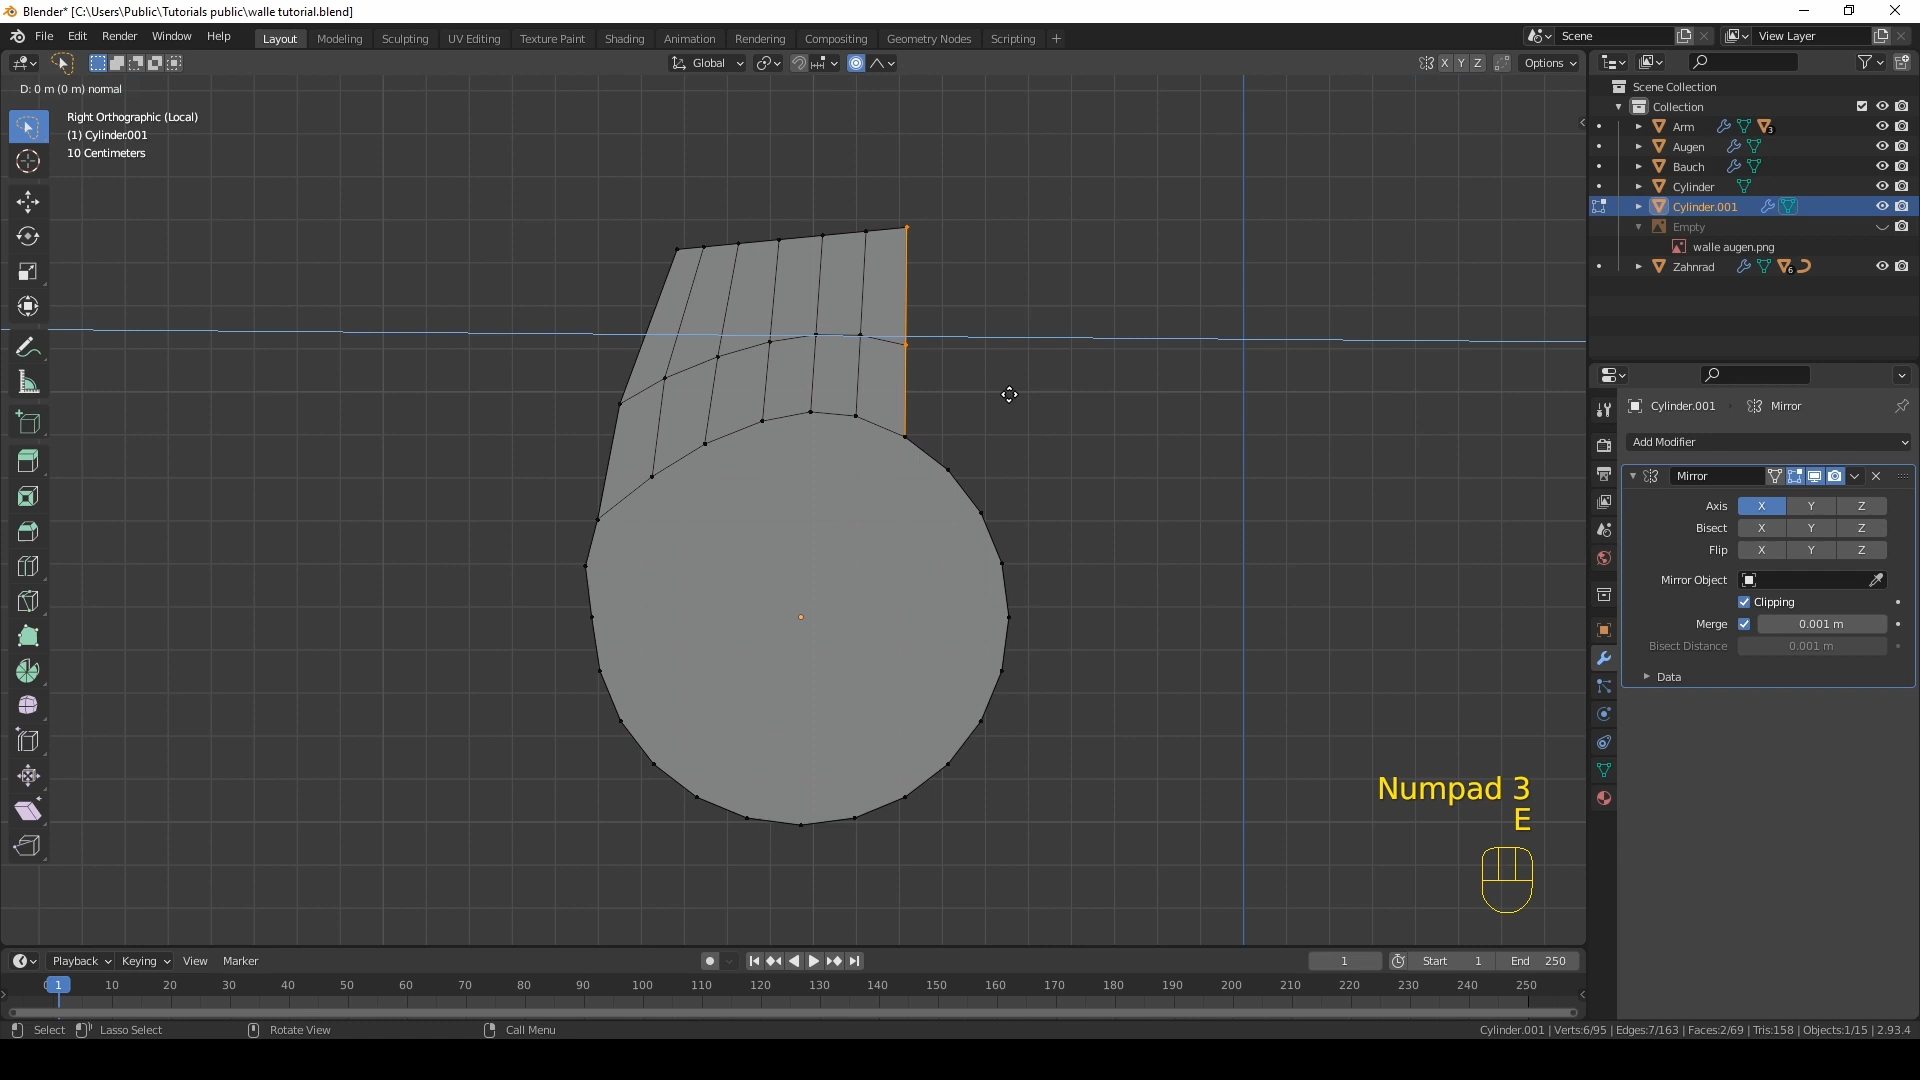 Blender* [C:\Users\Public\Tutorials public\walle tutorial.blend]
File Edit Render Window Help Layout Modeling Sculpting UV Editing Texture Paint Shading Animation Rendering Compositing Geometry Nodes Scripting + Scene View Layer
Global X Y Z Options
D: 0 m (0 m) normal
Right Orthographic (Local)
(1) Cylinder.001
10 Centimeters
Scene Collection
Collection
Arm 3
Augen
Bauch
Cylinder
Cylinder.001
Empty
walle augen.png
Zahnrad 6
Cylinder.001 Mirror
Add Modifier
Mirror
Axis X Y Z
Bisect X Y Z
Flip X Y Z
Mirror Object
Clipping
Merge 0.001 m
Bisect Distance 0.001 m
Data
Numpad 3
E
Playback Keying View Marker 1 Start 1 End 250
1 10 20 30 40 50 60 70 80 90 100 110 120 130 140 150 160 170 180 190 200 210 220 230 240 250
Select Lasso Select Rotate View Call Menu Cylinder.001 | Verts:6/95 | Edges:7/163 | Faces:2/69 | Tris:158 | Objects:1/15 | 2.93.4